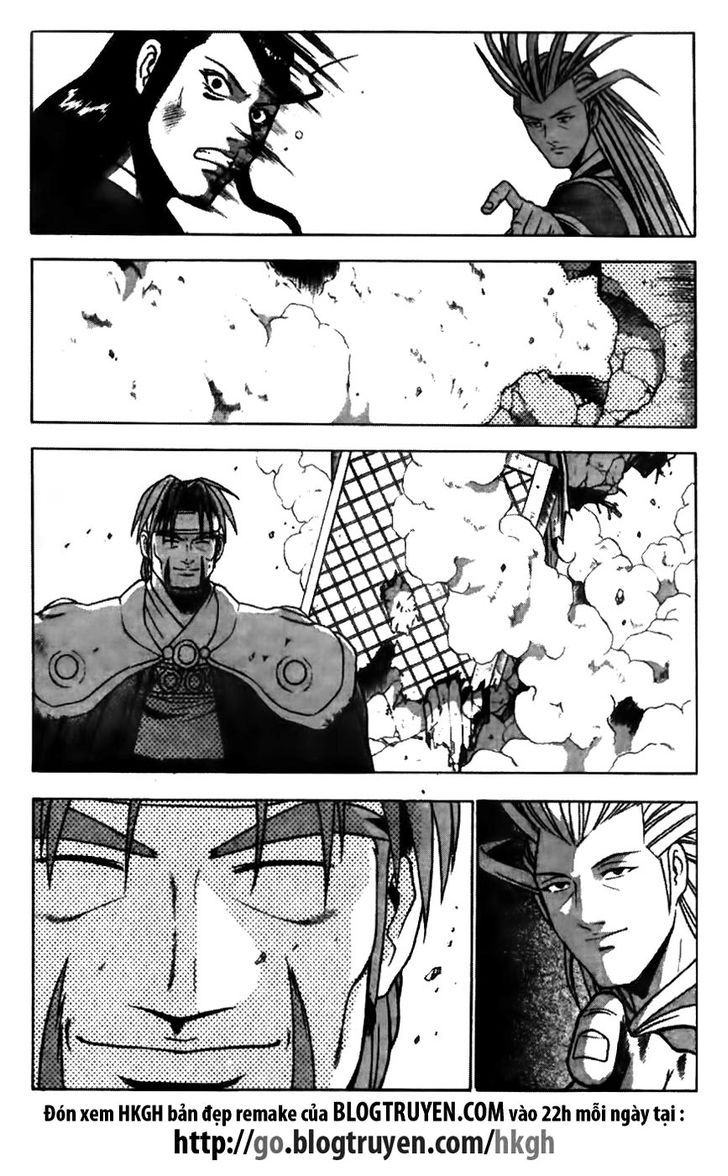 Đón xem HKGH bản đẹp remake của BLOGTRUYEN.COM vào 22h mỗi ngày tại :
http://go.blogtruyen.com/hkgh